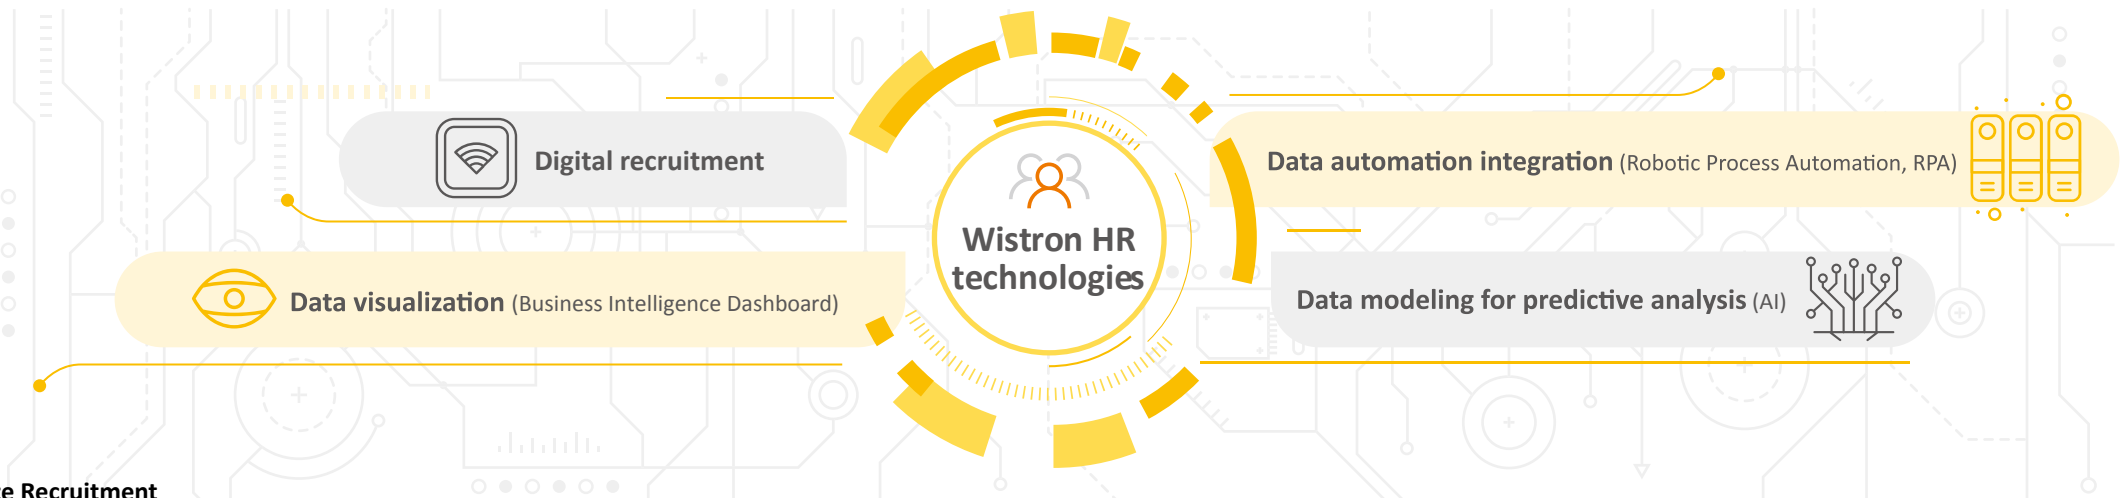 Digital recruitment
Data visualization (Business Intelligence Dashboard)
Wistron HR
technologies
Data automation integration (Robotic Process Automation, RPA)
Data modeling for predictive analysis (AI)
Recruitment